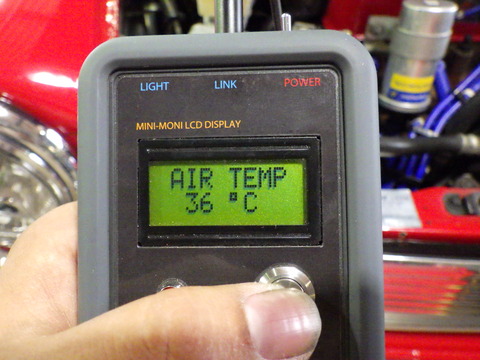 LIGHT LINK POWER
MINI-MONI LCD DISPLAY
AIR TEMP
36 °C